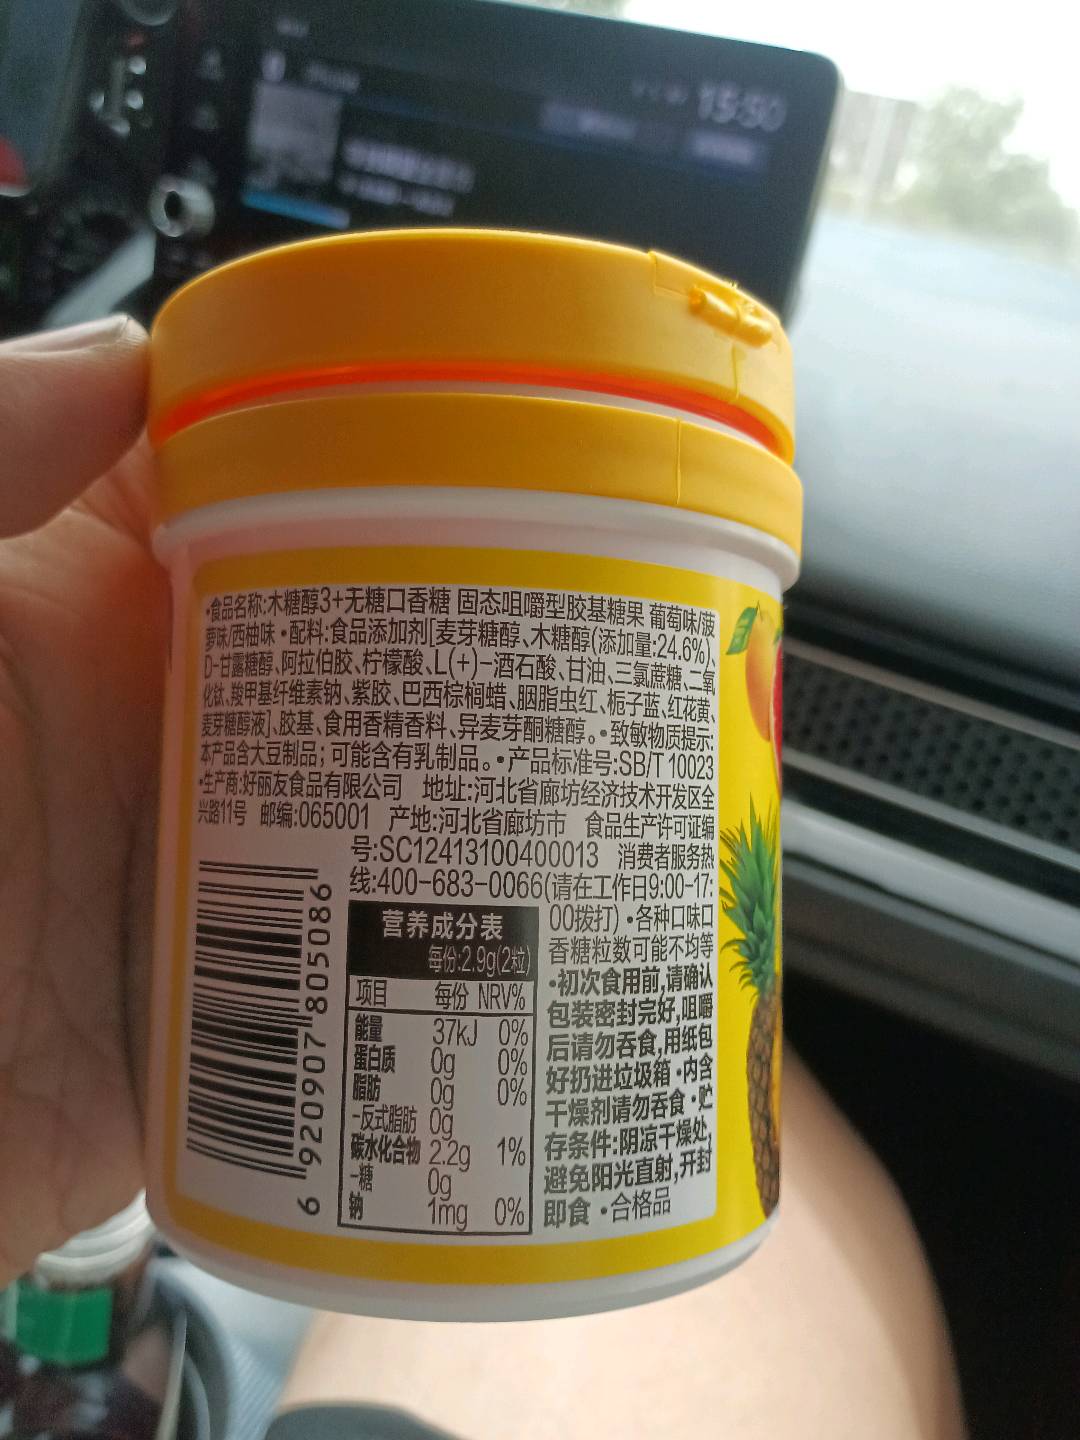 15:50
•食品名称:木糖醇3+无糖口香糖 固态咀嚼型胶基糖果 葡萄味/菠
萝味/西柚味 •配料:食品添加剂[麦芽糖醇、木糖醇(添加量:24.6%)、
D-甘露糖醇、阿拉伯胶、柠檬酸、L(+)-酒石酸、甘油、三氯蔗糖、二氧
化钛、羧甲基纤维素钠、紫胶、巴西棕榈蜡、胭脂虫红、栀子蓝、红花黄、
麦芽糖醇液]、胶基、食用香精香料、异麦芽酮糖醇。•致敏物质提示:
本产品含大豆制品；可能含有乳制品。•产品标准号:SB/T 10023
•生产商:好丽友食品有限公司 地址:河北省廊坊经济技术开发区全
兴路11号 邮编:065001 产地:河北省廊坊市 食品生产许可证编
号:SC12413100400013 消费者服务热
线:400-683-0066(请在工作日9:00-17:
00拨打) •各种口味口
香糖粒数可能不均等
•初次食用前,请确认
包装密封完好,咀嚼
后请勿吞食,用纸包
好扔进垃圾箱 •内含
干燥剂请勿吞食 •贮
存条件:阴凉干燥处,
避免阳光直射,开封
即食 •合格品
营养成分表
每份:2.9g(2粒)
项目 每份 NRV%
能量 37kJ 0%
蛋白质 0g 0%
脂肪 0g 0%
-反式脂肪 0g
碳水化合物 2.2g 1%
-糖 0g
钠 1mg 0%
6 920907 805086